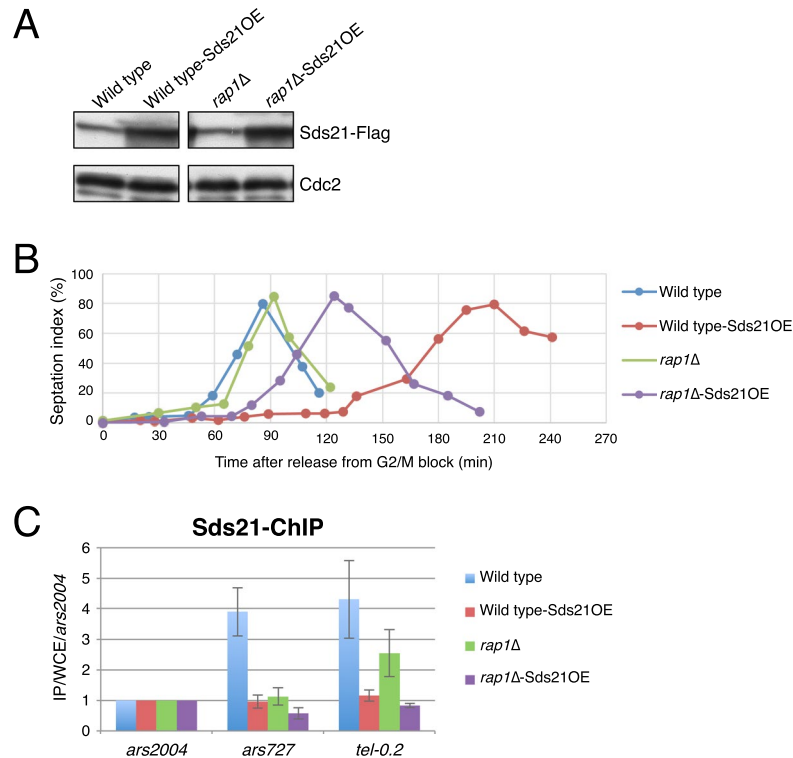 A
Wild type
Wild type-Sds21OE
rap1Δ
rap1Δ-Sds21OE
Sds21-Flag
Cdc2
B
Septation index (%)
100
80
60
40
20
0
0 30 60 90 120 150 180 210 240 270
Time after release from G2/M block (min)
Wild type
Wild type-Sds21OE
rap1Δ
rap1Δ-Sds21OE
C
Sds21-ChIP
IP/WCE/ars2004
6
5
4
3
2
1
0
ars2004 ars727 tel-0.2
Wild type
Wild type-Sds21OE
rap1Δ
rap1Δ-Sds21OE